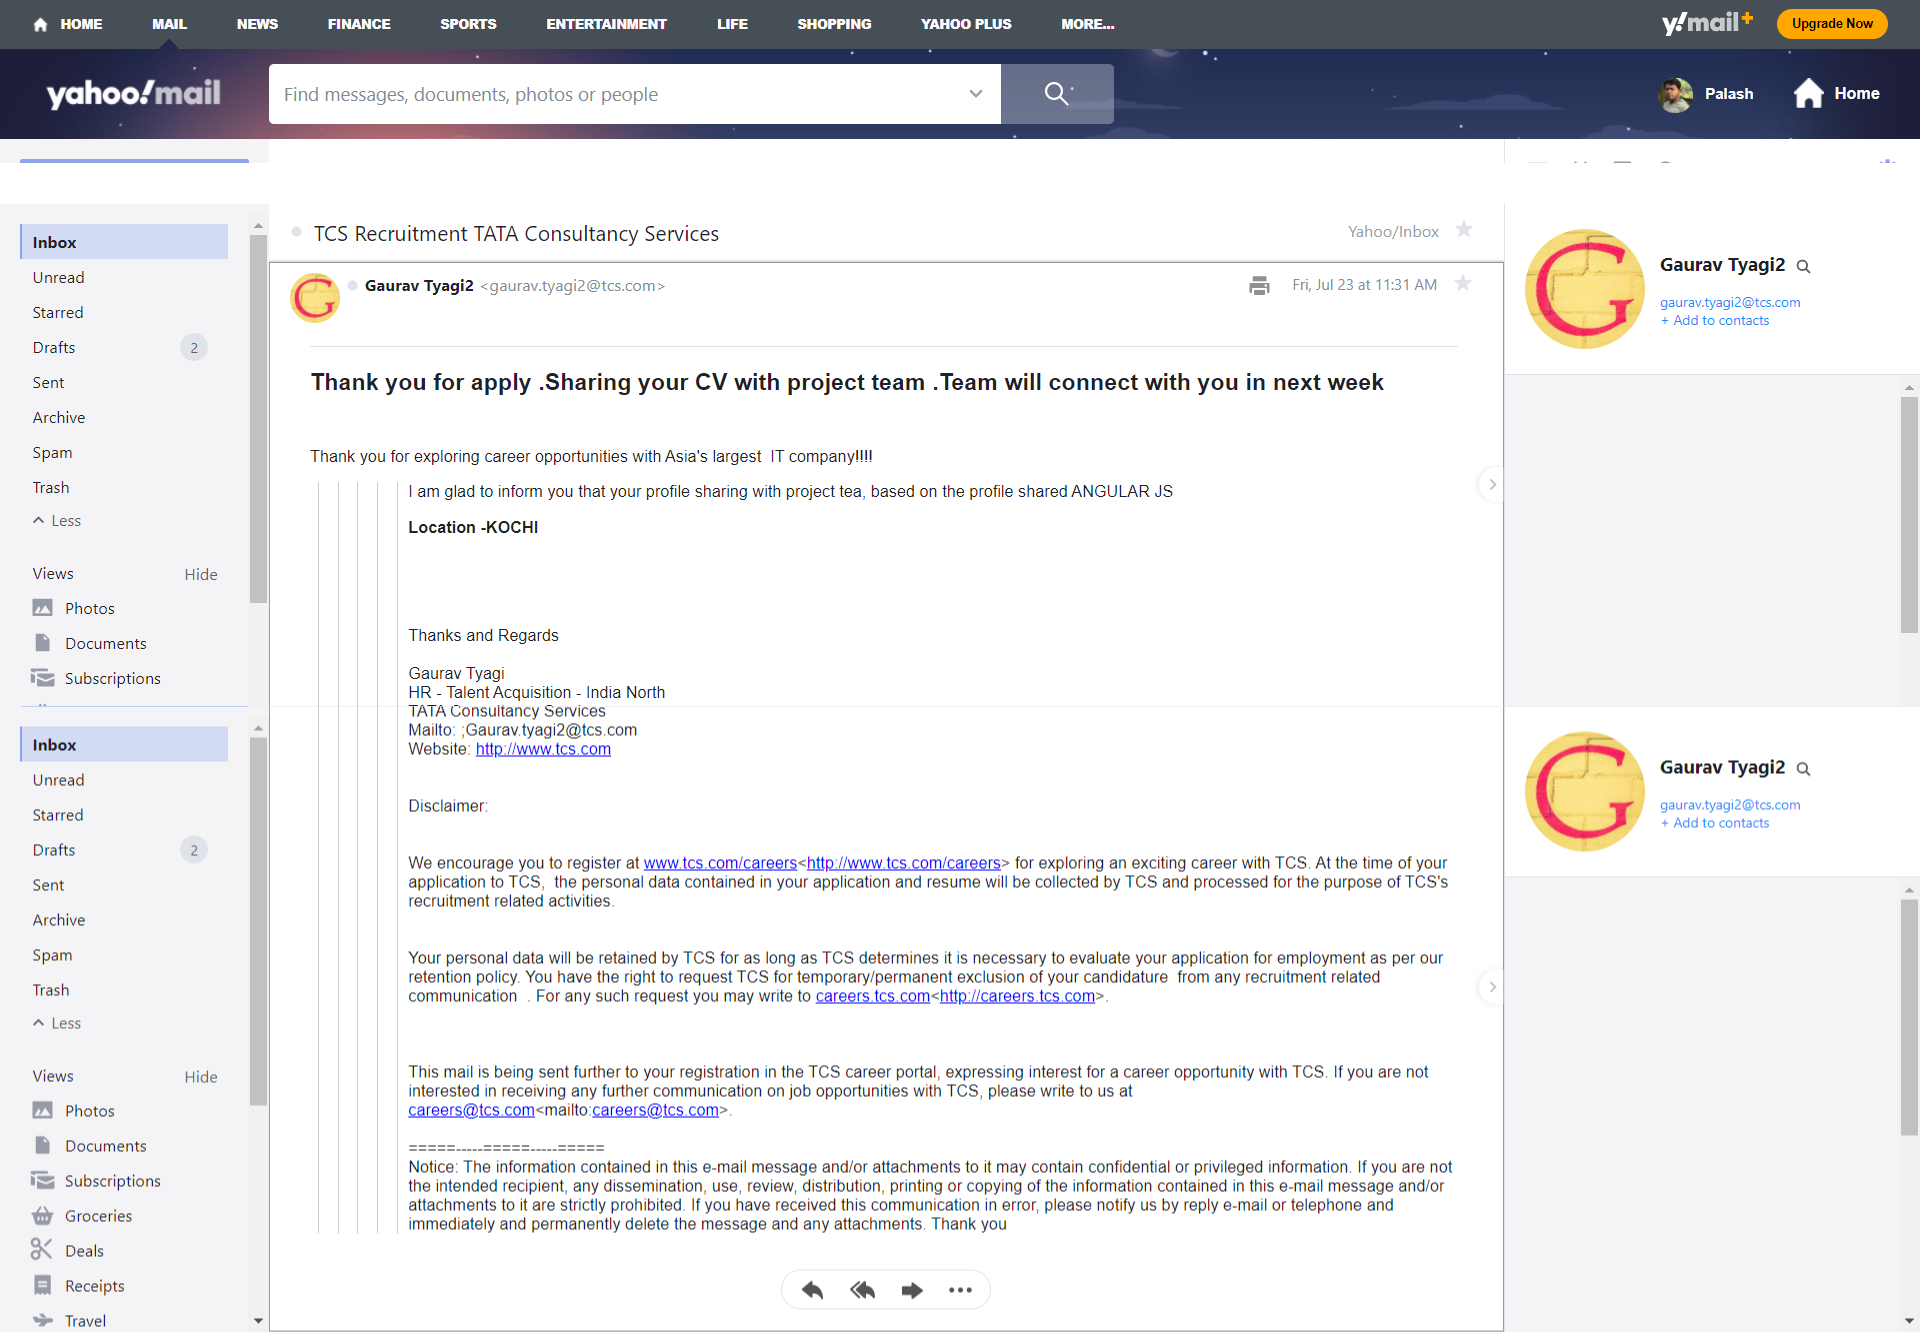 HOME MAIL NEWS FINANCE SPORTS ENTERTAINMENT LIFE SHOPPING YAHOO PLUS MORE... y!mail+ Upgrade Now
yahoo!mail Find messages, documents, photos or people Palash Home
Inbox
Unread
Starred
Drafts 2
Sent
Archive
Spam
Trash
Less
Views Hide
Photos
Documents
Subscriptions
Inbox
Unread
Starred
Drafts 2
Sent
Archive
Spam
Trash
Less
Views Hide
Photos
Documents
Subscriptions
Groceries
Deals
Receipts
Travel
TCS Recruitment TATA Consultancy Services Yahoo/Inbox
G Gaurav Tyagi2 <gaurav.tyagi2@tcs.com> Fri, Jul 23 at 11:31 AM
Thank you for apply .Sharing your CV with project team .Team will connect with you in next week
Thank you for exploring career opportunities with Asia's largest  IT company!!!!
I am glad to inform you that your profile sharing with project tea, based on the profile shared ANGULAR JS
Location -KOCHI
Thanks and Regards
Gaurav Tyagi
HR - Talent Acquisition - India North
TATA Consultancy Services
Mailto: ;Gaurav.tyagi2@tcs.com
Website: http://www.tcs.com
Disclaimer:
We encourage you to register at www.tcs.com/careers<http://www.tcs.com/careers> for exploring an exciting career with TCS. At the time of your
application to TCS,  the personal data contained in your application and resume will be collected by TCS and processed for the purpose of TCS's
recruitment related activities.
Your personal data will be retained by TCS for as long as TCS determines it is necessary to evaluate your application for employment as per our
retention policy. You have the right to request TCS for temporary/permanent exclusion of your candidature  from any recruitment related
communication  . For any such request you may write to careers.tcs.com<http://careers.tcs.com>.
This mail is being sent further to your registration in the TCS career portal, expressing interest for a career opportunity with TCS. If you are not
interested in receiving any further communication on job opportunities with TCS, please write to us at
careers@tcs.com<mailto:careers@tcs.com>.
=====-----=====-----=====
Notice: The information contained in this e-mail message and/or attachments to it may contain confidential or privileged information. If you are not
the intended recipient, any dissemination, use, review, distribution, printing or copying of the information contained in this e-mail message and/or
attachments to it are strictly prohibited. If you have received this communication in error, please notify us by reply e-mail or telephone and
immediately and permanently delete the message and any attachments. Thank you
G Gaurav Tyagi2
gaurav.tyagi2@tcs.com
+ Add to contacts
G Gaurav Tyagi2
gaurav.tyagi2@tcs.com
+ Add to contacts